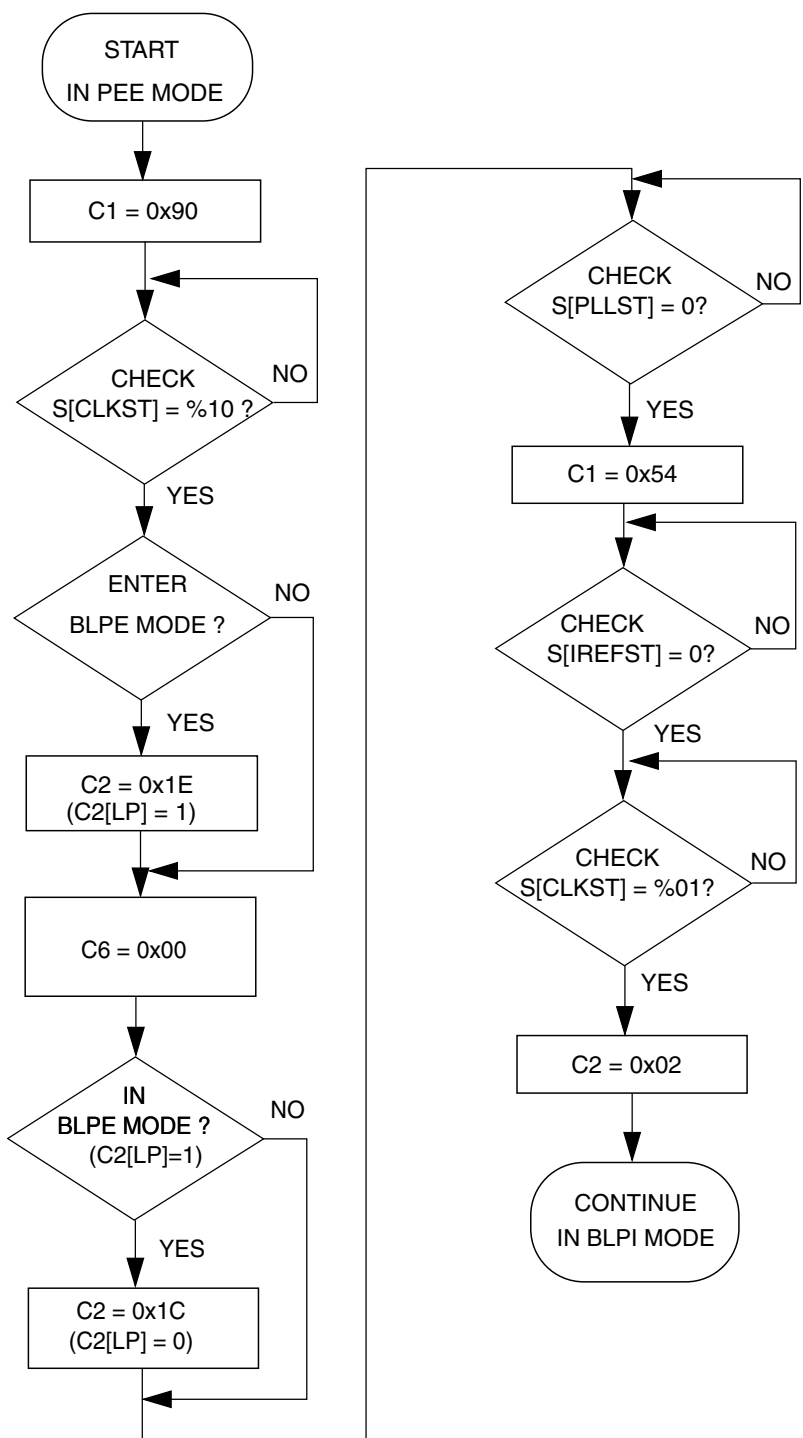 START
IN PEE MODE
C1 = 0x90
CHECK
S[CLKST] = %10 ?
NO
YES
ENTER
BLPE MODE ?
NO
YES
C2 = 0x1E
(C2[LP] = 1)
C6 = 0x00
IN
BLPE MODE ?
(C2[LP]=1)
NO
YES
C2 = 0x1C
(C2[LP] = 0)
CHECK
S[PLLST] = 0?
NO
YES
C1 = 0x54
CHECK
S[IREFST] = 0?
NO
YES
CHECK
S[CLKST] = %01?
NO
YES
C2 = 0x02
CONTINUE
IN BLPI MODE